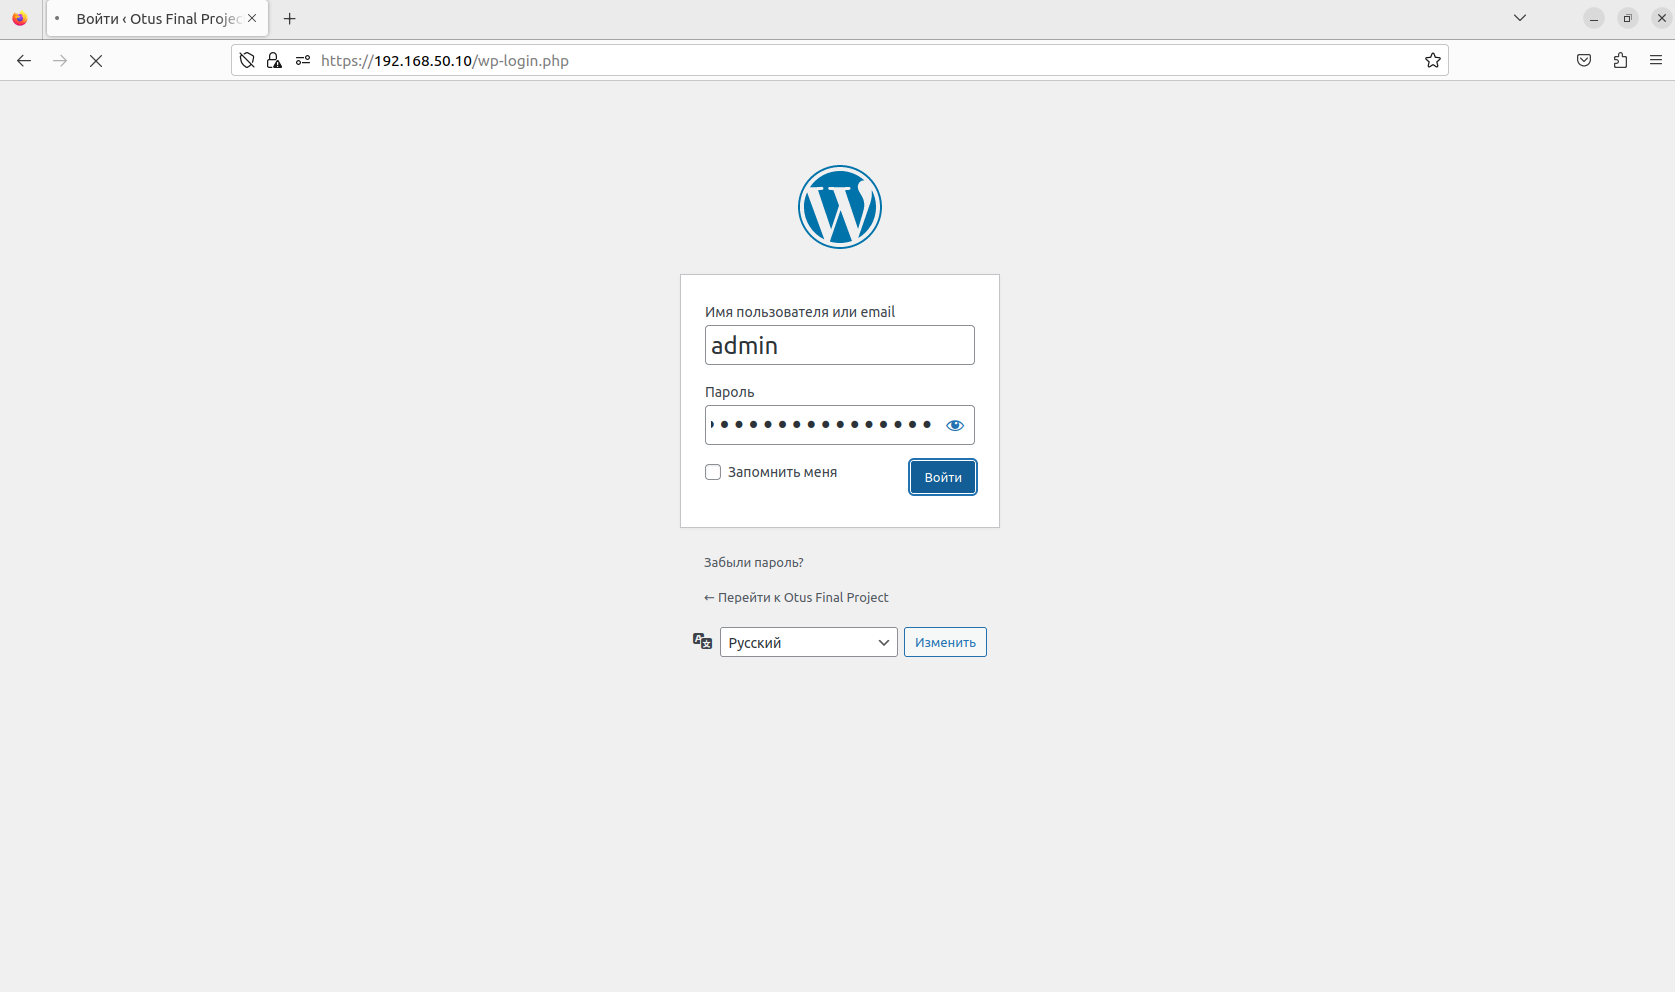 Войти ‹ Otus Final Projec
https://192.168.50.10/wp-login.php
Имя пользователя или email
admin
Пароль
Запомнить меня
Войти
Забыли пароль?
← Перейти к Otus Final Project
Русский
Изменить